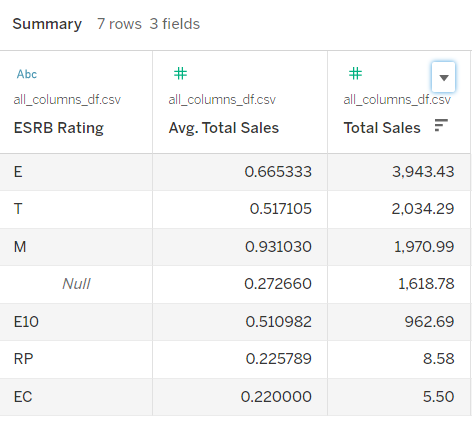 Summary 7 rows 3 fields
Abc # #
all_columns_df.csv all_columns_df.csv all_columns_df.csv
ESRB Rating Avg. Total Sales Total Sales
E 0.665333 3,943.43
T 0.517105 2,034.29
M 0.931030 1,970.99
Null 0.272660 1,618.78
E10 0.510982 962.69
RP 0.225789 8.58
EC 0.220000 5.50